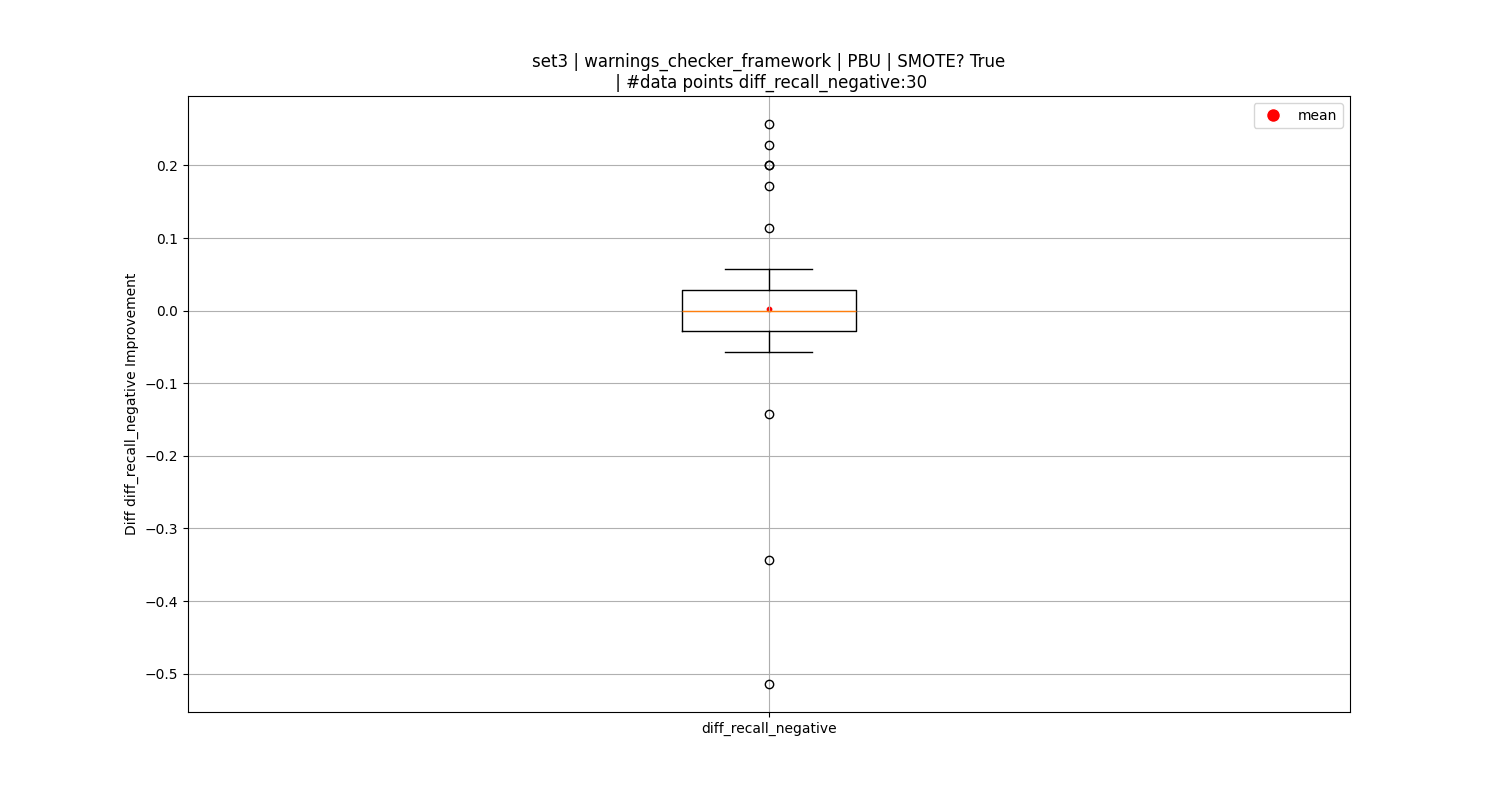 set3 | warnings_checker_framework | PBU | SMOTE? True
| #data points diff_recall_negative:30
mean
0.2
0.1
0.0
−0.1
−0.2
−0.3
−0.4
−0.5
Diff diff_recall_negative Improvement
diff_recall_negative